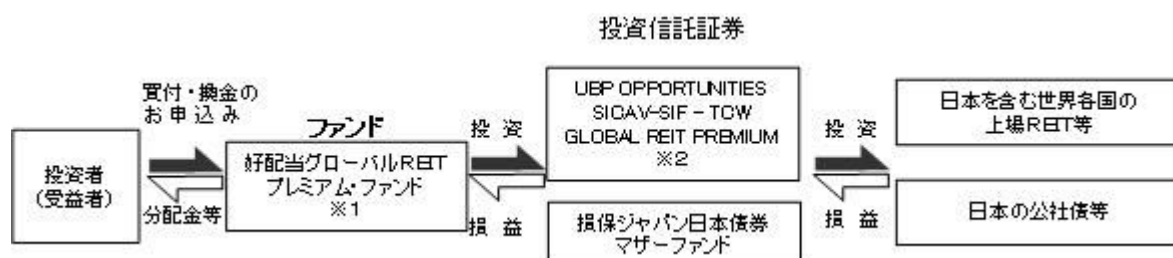 投資信託証券
買付・換金の
お申込み
ファンド
投資
UBP OPPORTUNITIES
SICAV-SIF – TCW
GLOBAL REIT PREMIUM
※2
投資
日本を含む世界各国の
上場REIT等
投資者
(受益者)
好配当グローバルREIT
プレミアム・ファンド
※1
分配金等
損益
損保ジャパン日本債券
マザーファンド
損益
日本の公社債等